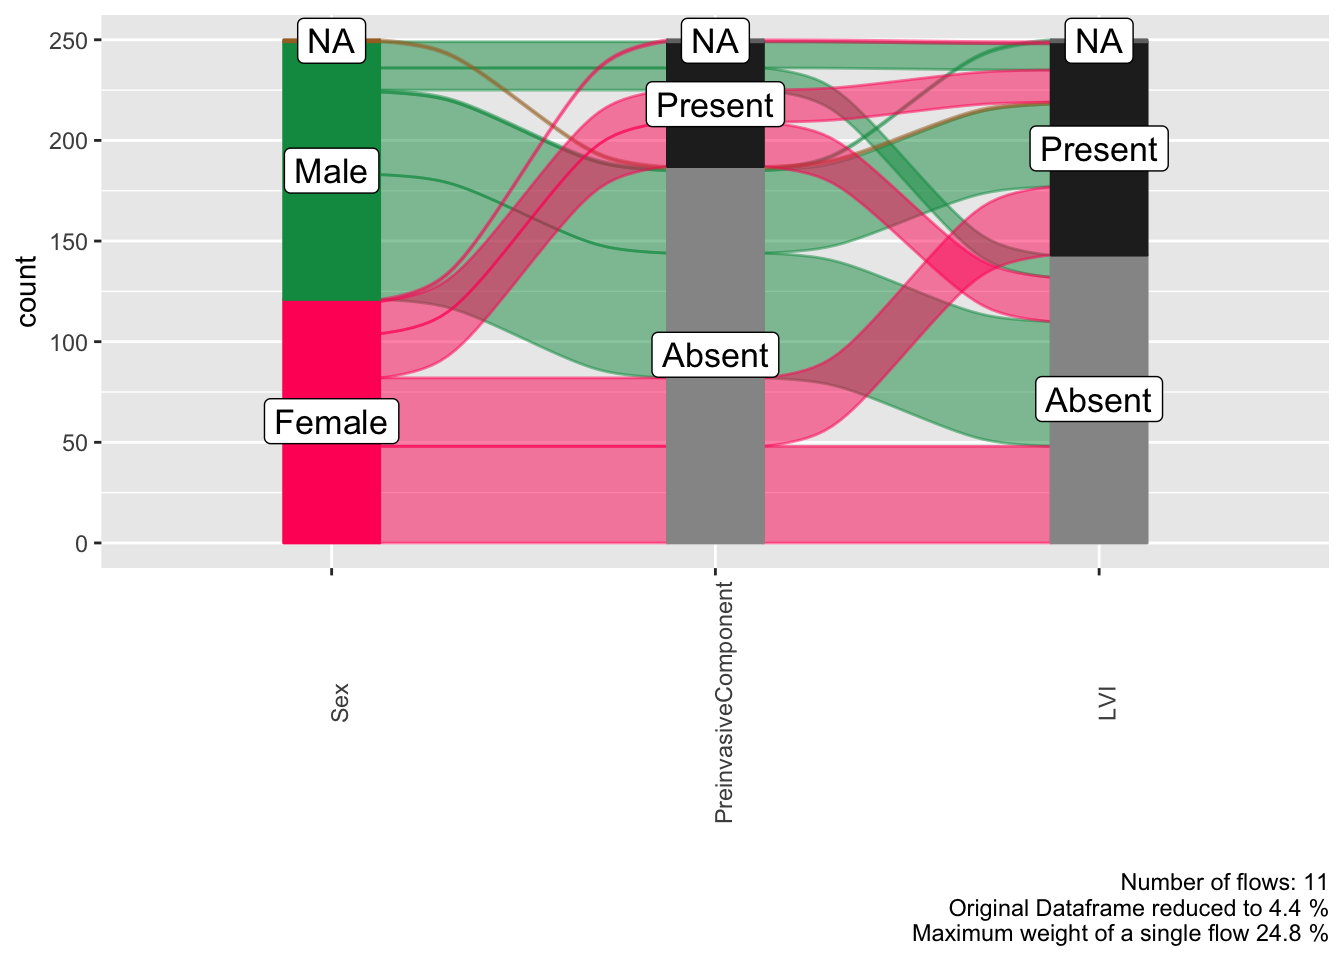 250
200
150
100
50
0
count
NA
Male
Female
NA
Present
Absent
NA
Present
Absent
Sex
PreinvasiveComponent
LVI
Number of flows: 11
Original Dataframe reduced to 4.4 %
Maximum weight of a single flow 24.8 %